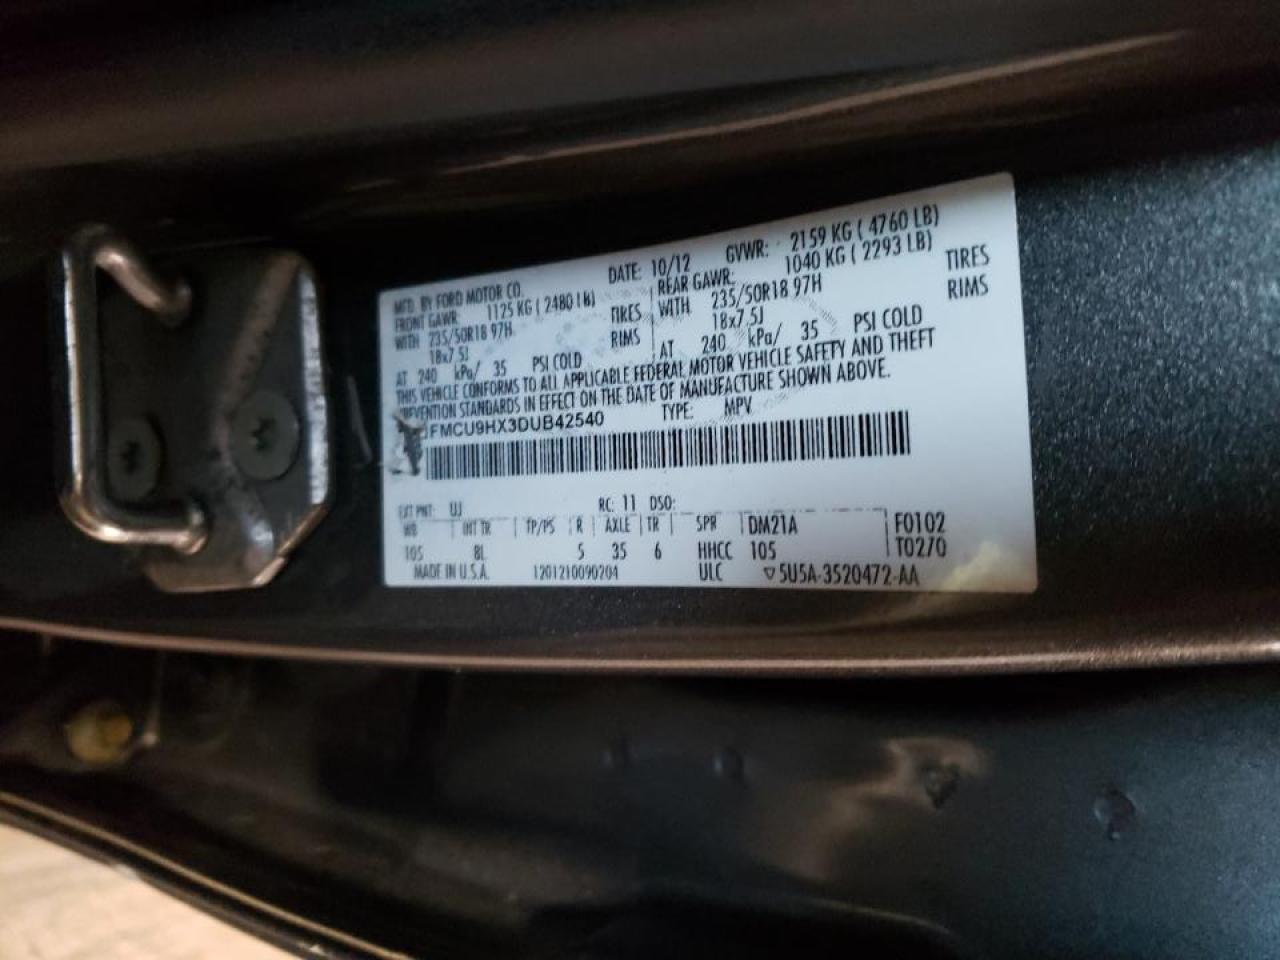 MFD. BY FORD MOTOR CO.
DATE: 10/12 GVWR: 2159 KG ( 4760 LB)
FRONT GAWR: 1125 KG ( 2480 LB)
REAR GAWR: 1040 KG ( 2293 LB)
WITH 235/50R18 97H TIRES
WITH 235/50R18 97H TIRES
18x7.5J RIMS
18x7.5J RIMS
AT 240 kPa/ 35 PSI COLD
AT 240 kPa/ 35 PSI COLD
THIS VEHICLE CONFORMS TO ALL APPLICABLE FEDERAL MOTOR VEHICLE SAFETY AND THEFT
PREVENTION STANDARDS IN EFFECT ON THE DATE OF MANUFACTURE SHOWN ABOVE.
FMCU9HX3DUB42540 TYPE: MPV
EXT PNT: UJ RC: 11 DSO:
WB INT TR TP/PS R AXLE TR SPR DM21A F0102
105 8L 5 35 6 HHCC 105 T0270
MADE IN U.S.A. 1201210090204 ULC ▽5U5A-3520472-AA